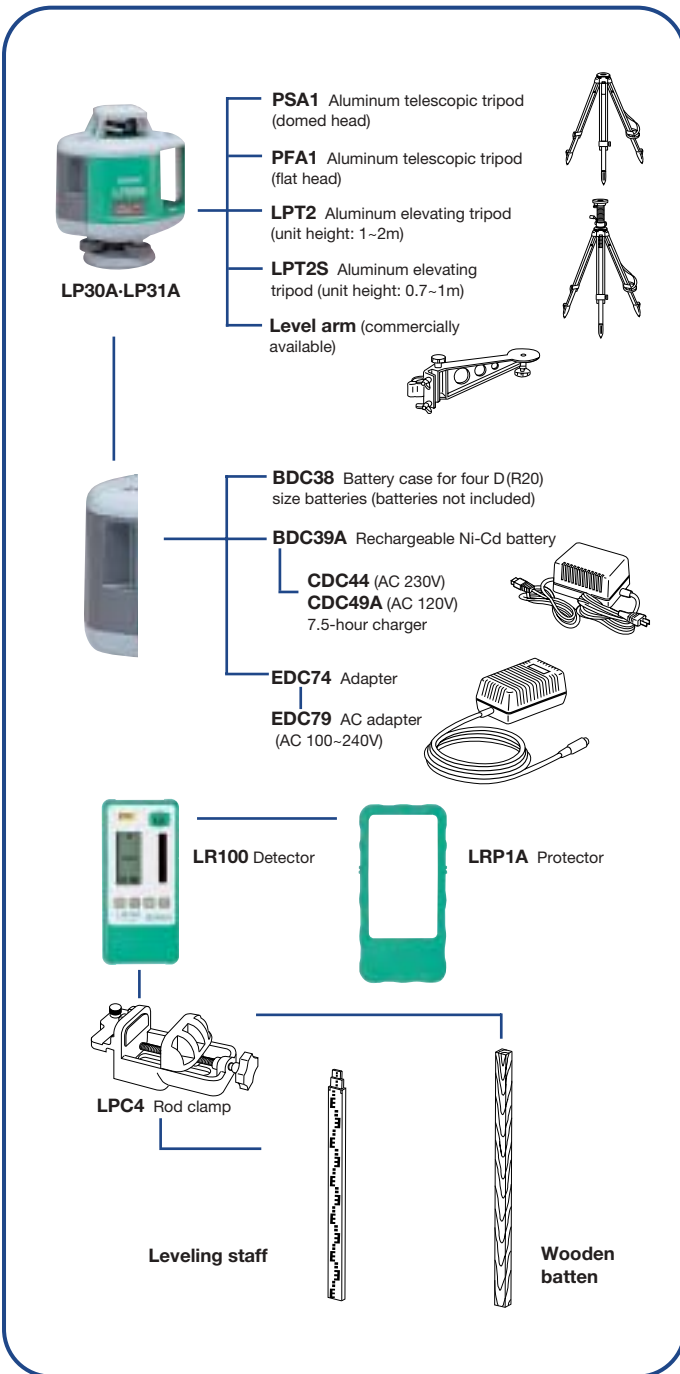 PSA1 Aluminum telescopic tripod
(domed head)
PFA1 Aluminum telescopic tripod
(flat head)
LPT2 Aluminum elevating tripod
(unit height: 1~2m)
LPT2S Aluminum elevating
tripod (unit height: 0.7~1m)
Level arm (commercially
available)
LP30A·LP31A
BDC38 Battery case for four D(R20)
size batteries (batteries not included)
BDC39A Rechargeable Ni-Cd battery
CDC44 (AC 230V)
CDC49A (AC 120V)
7.5-hour charger
EDC74 Adapter
EDC79 AC adapter
(AC 100~240V)
LR100 Detector
LRP1A Protector
LPC4 Rod clamp
Leveling staff
Wooden
batten